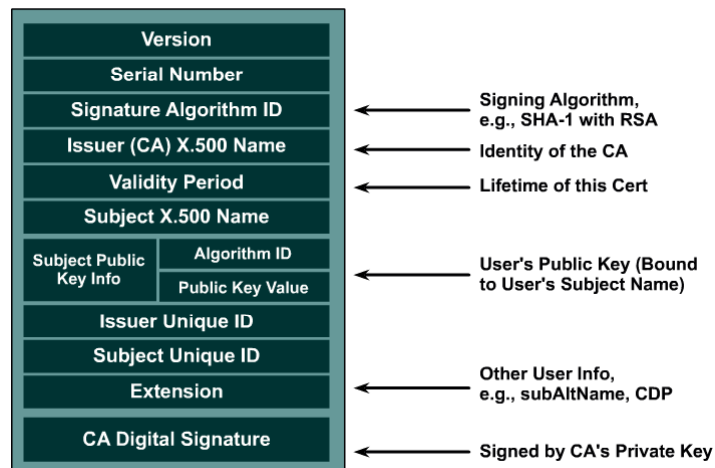 Version
Serial Number
Signature Algorithm ID
Issuer (CA) X.500 Name
Validity Period
Subject X.500 Name
Subject Public
Key Info
Algorithm ID
Public Key Value
Issuer Unique ID
Subject Unique ID
Extension
CA Digital Signature
Signing Algorithm,
e.g., SHA-1 with RSA
Identity of the CA
Lifetime of this Cert
User's Public Key (Bound
to User's Subject Name)
Other User Info,
e.g., subAltName, CDP
Signed by CA's Private Key